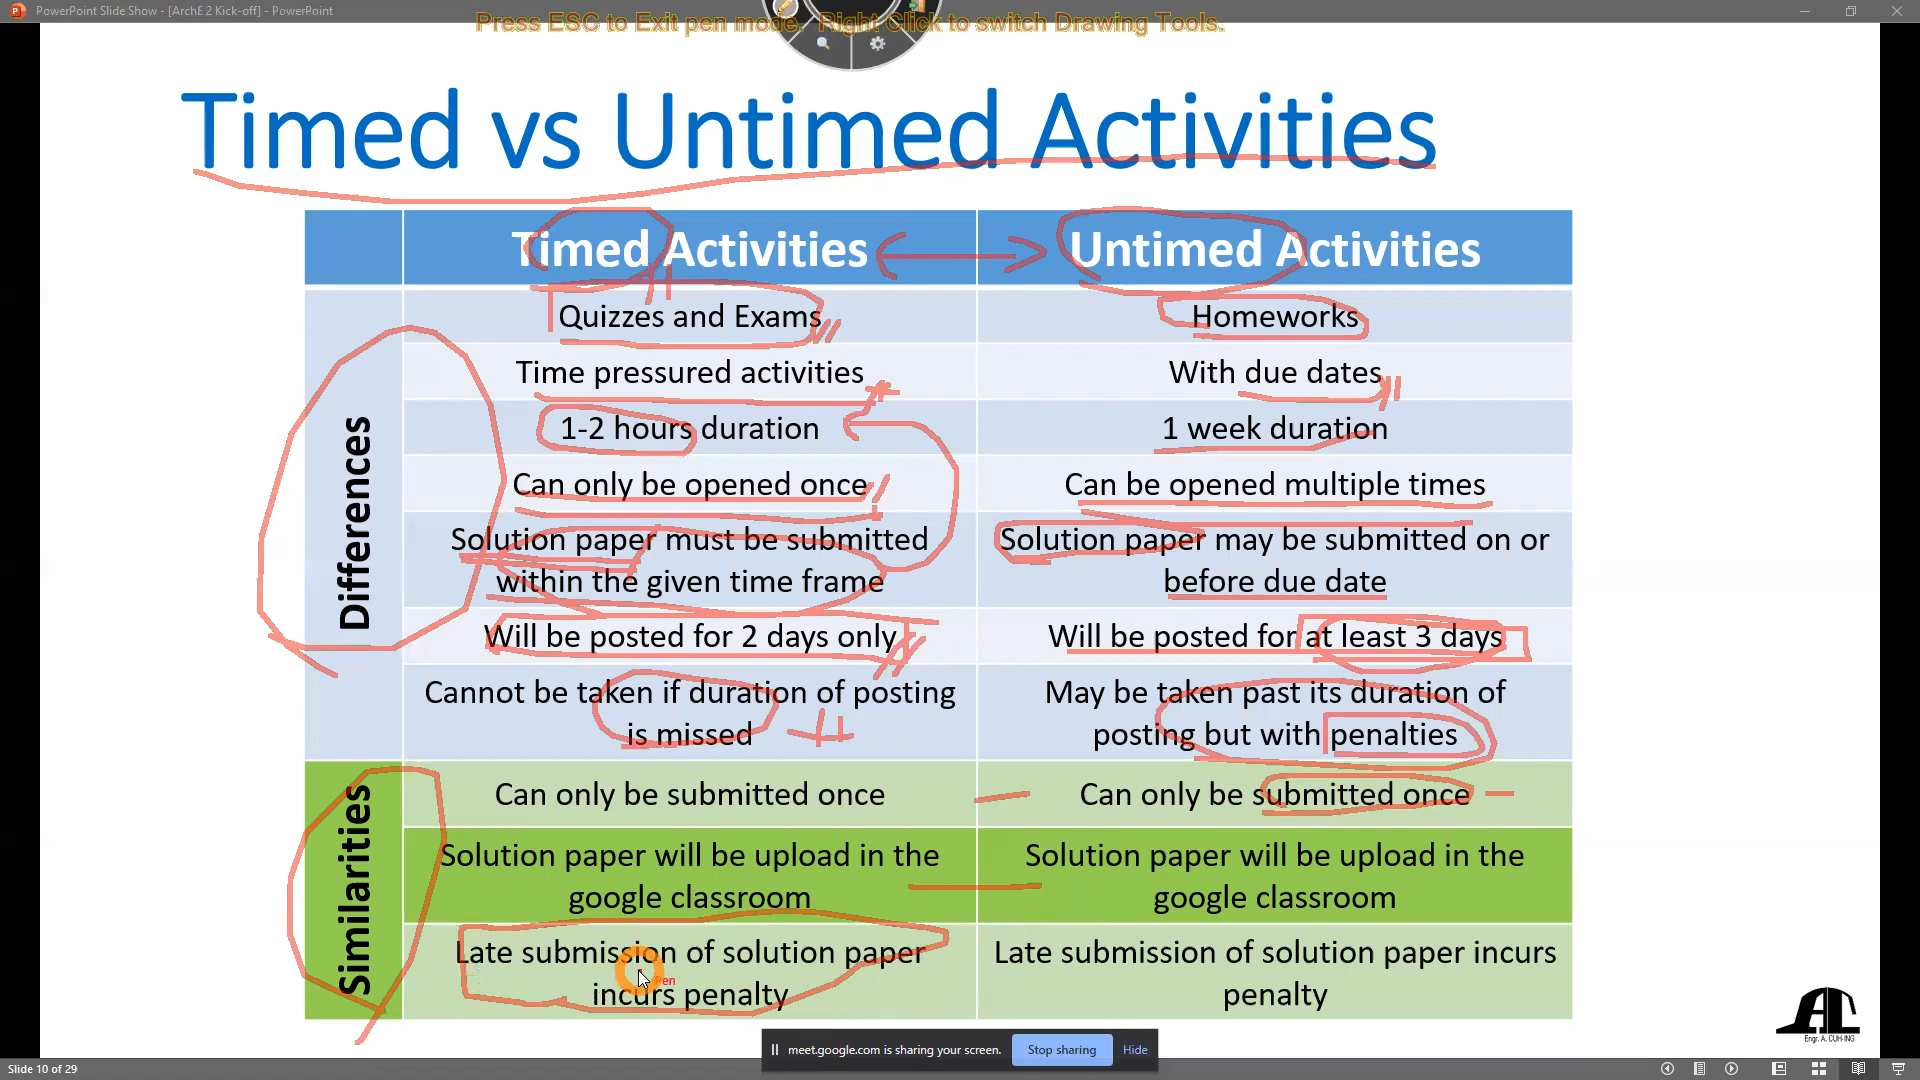 PowerPoint Slide Show - [ArchE 2 Kick-off] - PowerPoint
Press ESC to Exit pen mode. Right Click to switch Drawing Tools.
Timed vs Untimed Activities
Timed Activities
Untimed Activities
Differences
Quizzes and Exams
Homeworks
Time pressured activities
With due dates
1-2 hours duration
1 week duration
Can only be opened once
Can be opened multiple times
Solution paper must be submitted
within the given time frame
Solution paper may be submitted on or
before due date
Will be posted for 2 days only
Will be posted for at least 3 days
Cannot be taken if duration of posting
is missed
May be taken past its duration of
posting but with penalties
Similarities
Can only be submitted once
Can only be submitted once
Solution paper will be upload in the
google classroom
Solution paper will be upload in the
google classroom
Late submission of solution paper
incurs penalty
Late submission of solution paper incurs
penalty
Pen
AC
Engr. A. CUH-ING
meet.google.com is sharing your screen.
Stop sharing
Hide
Slide 10 of 29